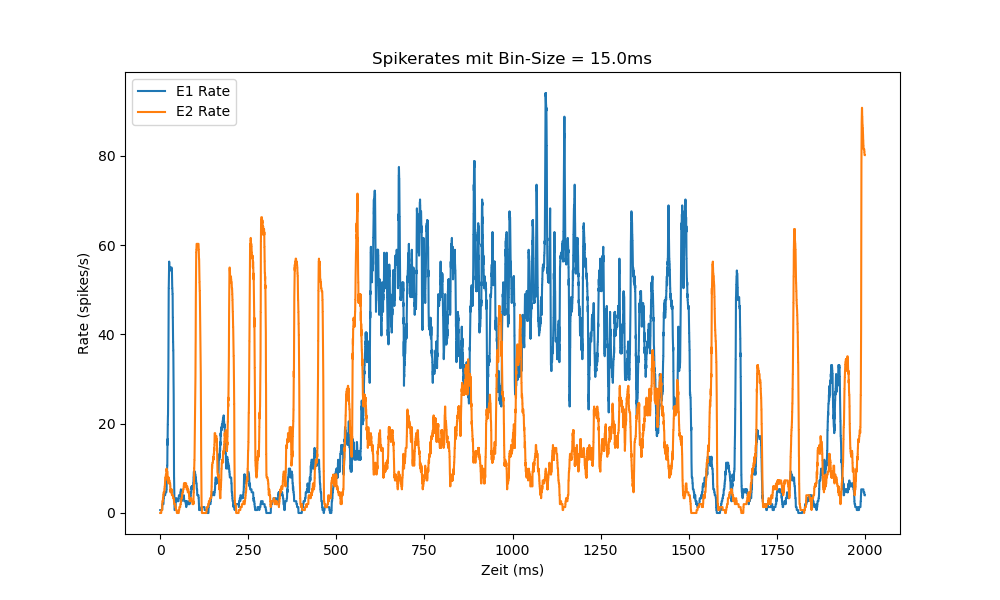 Spikerates mit Bin-Size = 15.0ms
E1 Rate
E2 Rate
Rate (spikes/s)
80
60
40
20
0
0 250 500 750 1000 1250 1500 1750 2000
Zeit (ms)